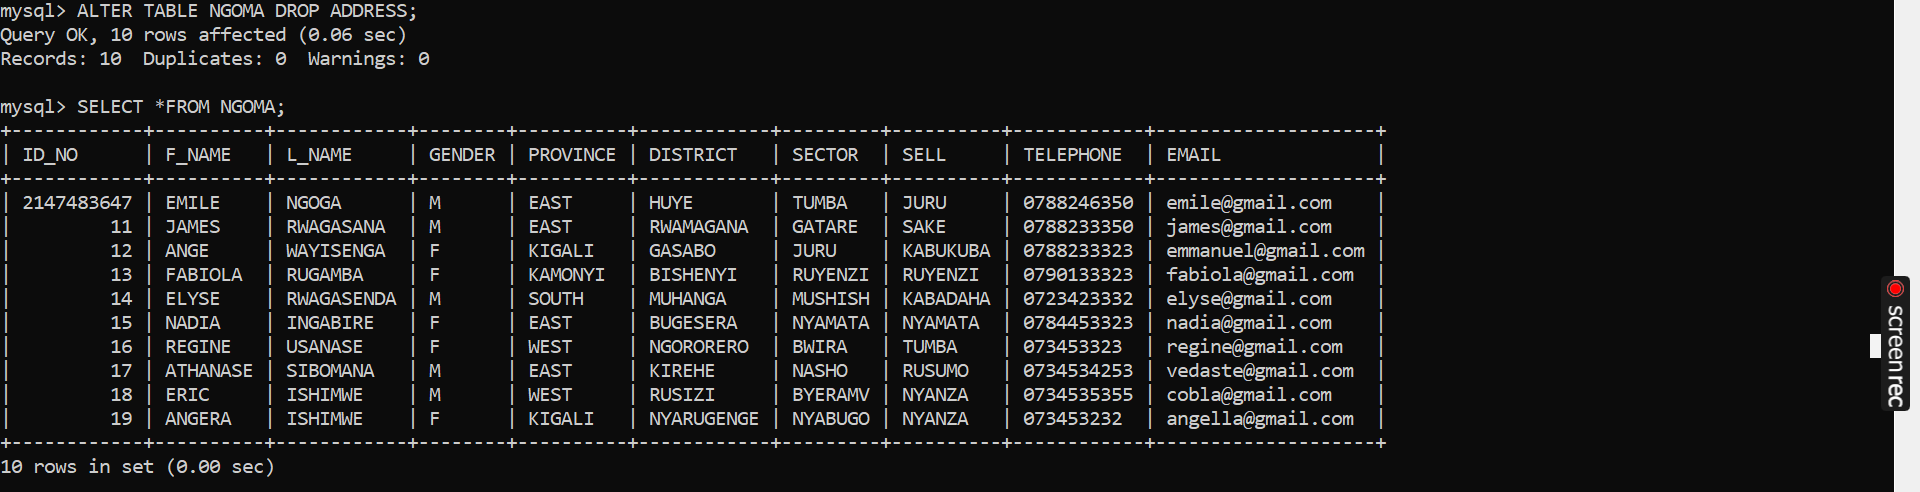 mysql> ALTER TABLE NGOMA DROP ADDRESS;
Query OK, 10 rows affected (0.06 sec)
Records: 10  Duplicates: 0  Warnings: 0
mysql> SELECT *FROM NGOMA;
+------------+----------+------------+--------+----------+------------+---------+----------+------------+--------------------+
| ID_NO      | F_NAME   | L_NAME     | GENDER | PROVINCE | DISTRICT   | SECTOR  | SELL     | TELEPHONE  | EMAIL              |
+------------+----------+------------+--------+----------+------------+---------+----------+------------+--------------------+
| 2147483647 | EMILE    | NGOGA      | M      | EAST     | HUYE       | TUMBA   | JURU     | 0788246350 | emile@gmail.com    |
|         11 | JAMES    | RWAGASANA  | M      | EAST     | RWAMAGANA  | GATARE  | SAKE     | 0788233350 | james@gmail.com    |
|         12 | ANGE     | WAYISENGA  | F      | KIGALI   | GASABO     | JURU    | KABUKUBA | 0788233323 | emmanuel@gmail.com |
|         13 | FABIOLA  | RUGAMBA    | F      | KAMONYI  | BISHENYI   | RUYENZI | RUYENZI  | 0790133323 | fabiola@gmail.com  |
|         14 | ELYSE    | RWAGASENDA | M      | SOUTH    | MUHANGA    | MUSHISH | KABADAHA | 0723423332 | elyse@gmail.com    |
|         15 | NADIA    | INGABIRE   | F      | EAST     | BUGESERA   | NYAMATA | NYAMATA  | 0784453323 | nadia@gmail.com    |
|         16 | REGINE   | USANASE    | F      | WEST     | NGORORERO  | BWIRA   | TUMBA    | 073453323  | regine@gmail.com   |
|         17 | ATHANASE | SIBOMANA   | M      | EAST     | KIREHE     | NASHO   | RUSUMO   | 0734534253 | vedaste@gmail.com  |
|         18 | ERIC     | ISHIMWE    | M      | WEST     | RUSIZI     | BYERAMV | NYANZA   | 0734535355 | cobla@gmail.com    |
|         19 | ANGERA   | ISHIMWE    | F      | KIGALI   | NYARUGENGE | NYABUGO | NYANZA   | 073453232  | angella@gmail.com  |
+------------+----------+------------+--------+----------+------------+---------+----------+------------+--------------------+
10 rows in set (0.00 sec)
screen rec